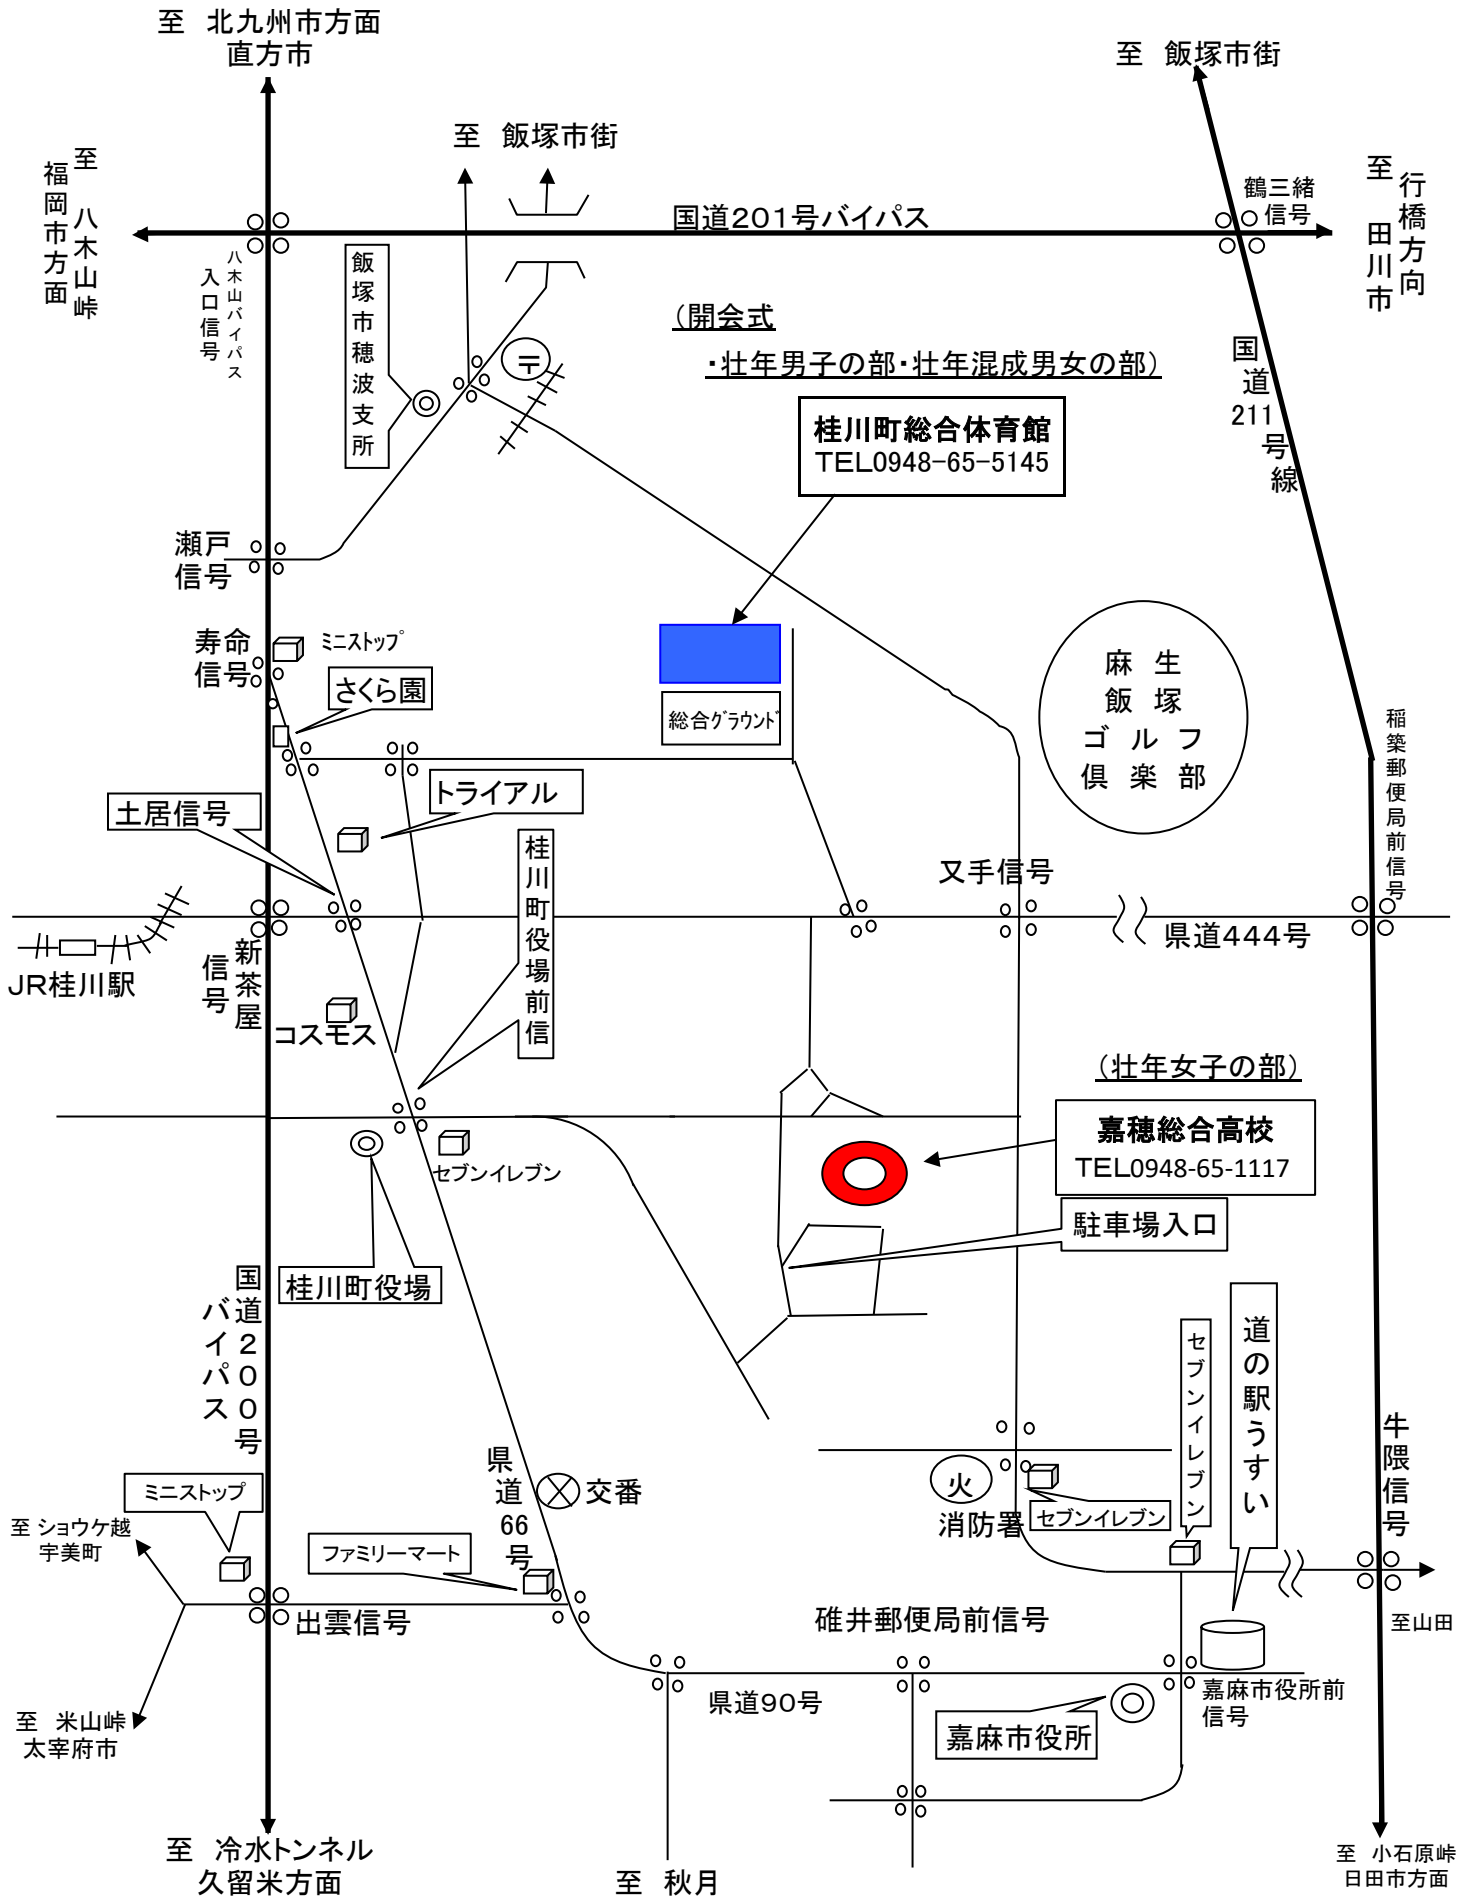 至　北九州市方面
直方市
至　飯塚市街
至　飯塚市街
至　八木山峠
福岡市方面
国道201号バイパス
鶴三緒
信号
至　田川市
行橋方向
八木山バイパス
入口信号
飯塚市穂波支所
〒
（開会式
・壮年男子の部・壮年混成男女の部）
桂川町総合体育館
TEL0948-65-5145
国道
211
号線
瀬戸
信号
寿命
信号
ﾐﾆｽﾄｯﾌﾟ
さくら園
総合ｸﾞﾗｳﾝﾄﾞ
麻生
飯塚
ゴルフ
倶楽部
稲築郵便局前信号
トライアル
土居信号
桂川町役場前信
又手信号
県道444号
JR桂川駅
新茶屋
信号
コスモス
（壮年女子の部）
嘉穂総合高校
TEL0948-65-1117
駐車場入口
セブンイレブン
桂川町役場
国道200号
バイパス
セブンイレブン
道の駅うすい
牛隈信号
県道
66
号
交番
火
消防署
セブンイレブン
ミニストップ
至 ショウケ越
宇美町
ファミリーマート
出雲信号
碓井郵便局前信号
至山田
県道90号
嘉麻市役所
嘉麻市役所前
信号
至　米山峠
太宰府市
至　冷水トンネル
久留米方面
至　秋月
至　小石原峠
日田市方面